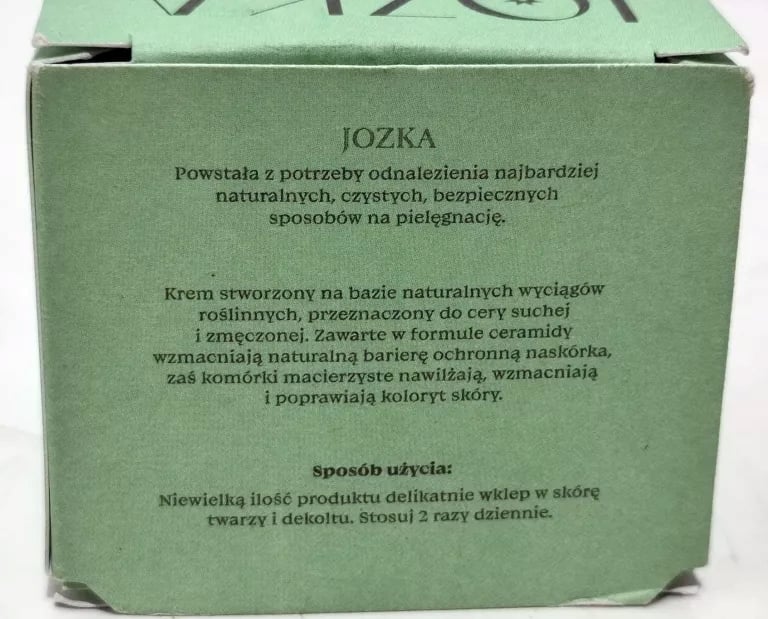 JOZKA
Powstała z potrzeby odnalezienia najbardziej
naturalnych, czystych, bezpiecznych
sposobów na pielęgnację.
Krem stworzony na bazie naturalnych wyciągów
roślinnych, przeznaczony do cery suchej
i zmęczonej. Zawarte w formule ceramidy
wzmacniają naturalną barierę ochronną naskórka,
zaś komórki macierzyste nawilżają, wzmacniają
i poprawiają koloryt skóry.
Sposób użycia:
Niewielką ilość produktu delikatnie wklep w skórę
twarzy i dekoltu. Stosuj 2 razy dziennie.